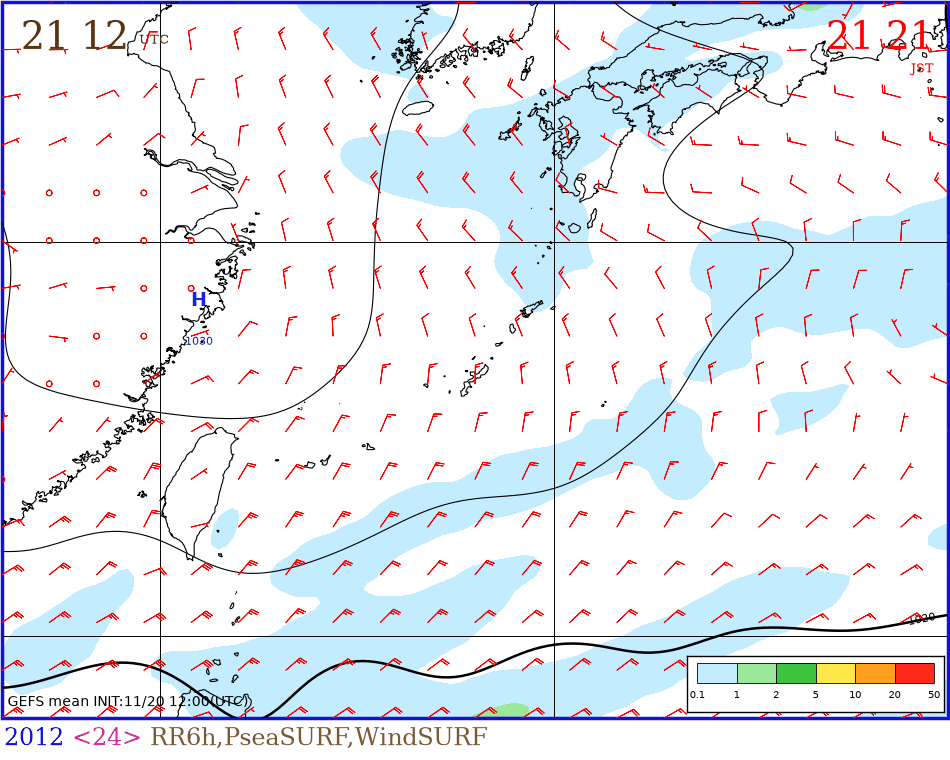 21 12 UTC
21 21
JST
H
1030
1020
GEFS mean INIT:11/20 12:00(UTC)
0.1 1 2 5 10 20 50
2012 <24> RR6h,PseaSURF,WindSURF